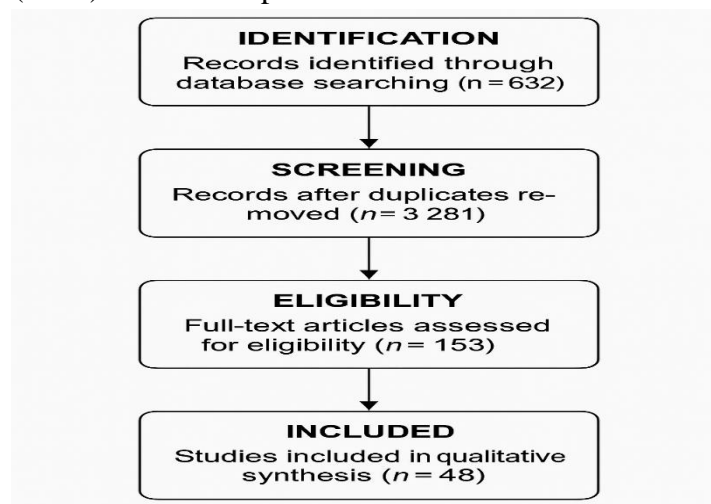 IDENTIFICATION
Records identified through
database searching (n = 632)
SCREENING
Records after duplicates re-
moved (n = 3 281)
ELIGIBILITY
Full-text articles assessed
for eligibility (n = 153)
INCLUDED
Studies included in qualitative
synthesis (n = 48)